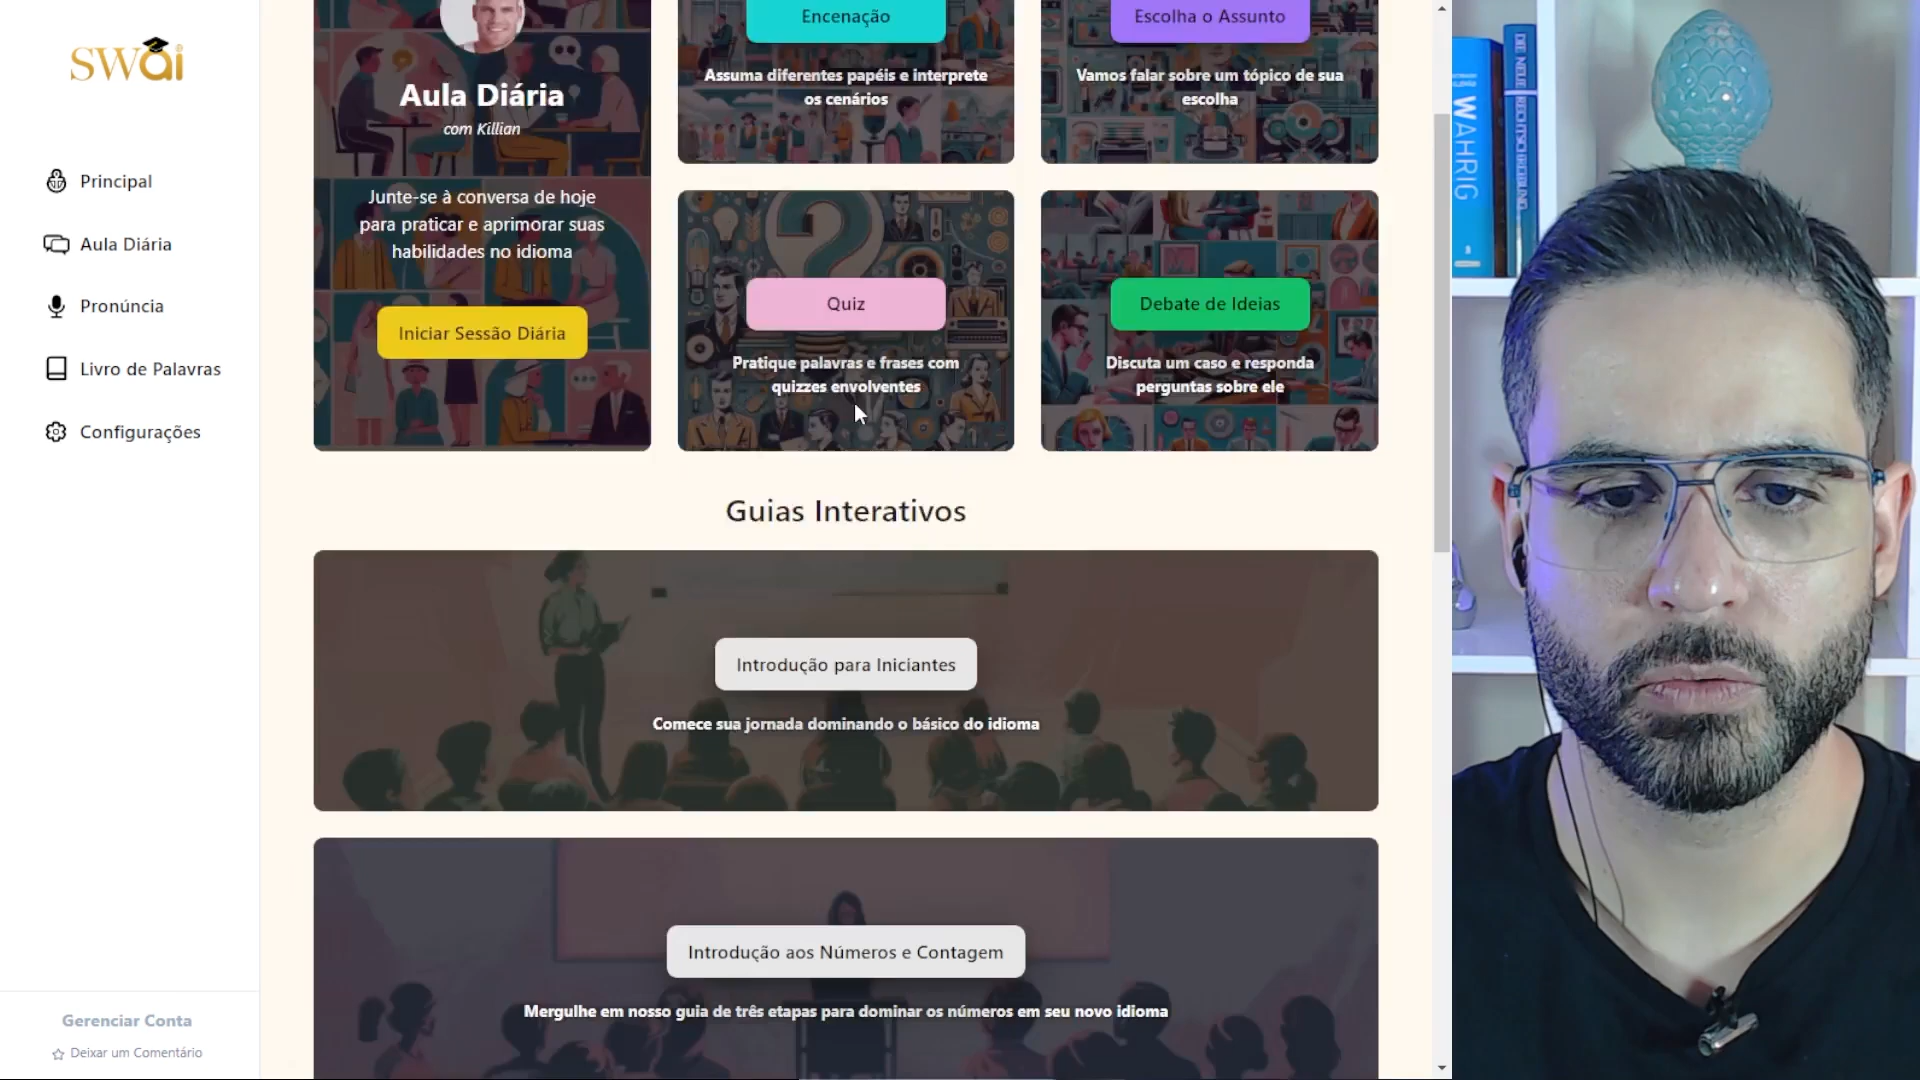 swai
Principal
Aula Diária
Pronúncia
Livro de Palavras
Configurações
Gerenciar Conta
Deixar um Comentário
Aula Diária
com Killian
Junte-se à conversa de hoje
para praticar e aprimorar suas
habilidades no idioma
Iniciar Sessão Diária
Encenação
Assuma diferentes papéis e interprete
os cenários
Escolha o Assunto
Vamos falar sobre um tópico de sua
escolha
Quiz
Pratique palavras e frases com
quizzes envolventes
Debate de Ideias
Discuta um caso e responda
perguntas sobre ele
Guias Interativos
Introdução para Iniciantes
Comece sua jornada dominando o básico do idioma
Introdução aos Números e Contagem
Mergulhe em nosso guia de três etapas para dominar os números em seu novo idioma
WAHRIG
DIE NEUE
RECHTSCHREIBUNG